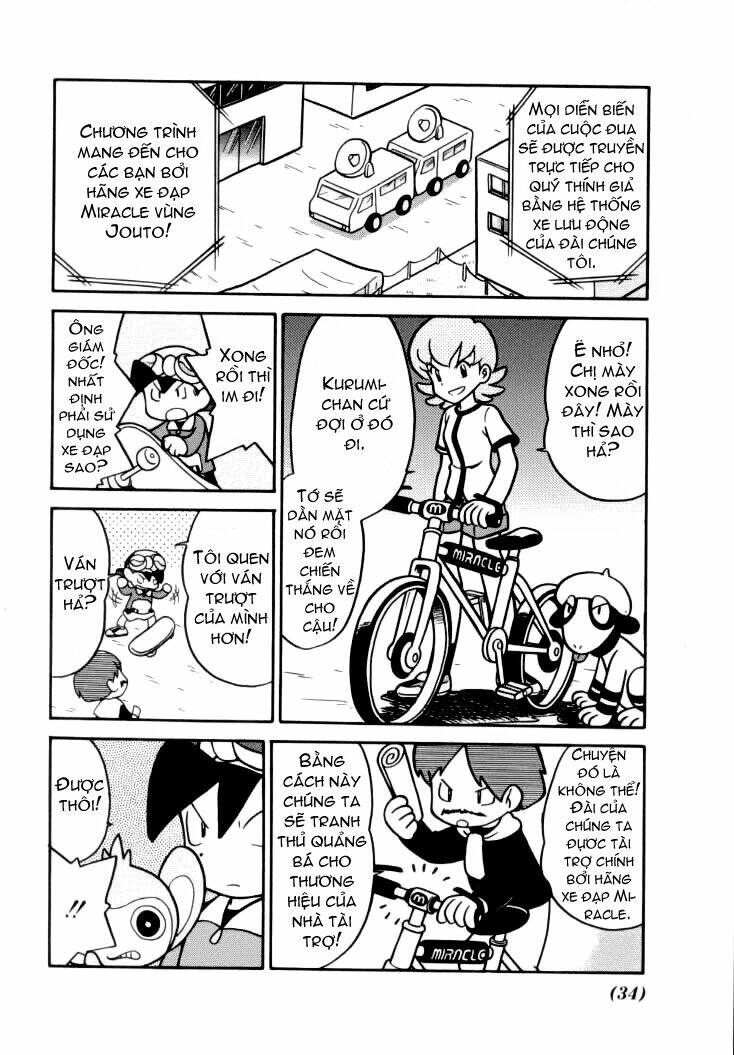 MỌI DIỄN BIẾN
CỦA CUỘC ĐUA
SẼ ĐƯỢC TRUYỀN
TRỰC TIẾP CHO
QUÝ THÍNH GIẢ
BẰNG HỆ THỐNG
XE LƯU ĐỘNG
CỦA ĐÀI CHÚNG
TÔI.
CHƯƠNG TRÌNH
MANG ĐẾN CHO
CÁC BẠN BỞI
HÃNG XE ĐẠP
MIRACLE VÙNG
JOUTO!
Ê NHỎ!
CHỊ MÀY
XONG RỒI
ĐÂY! MÀY
THÌ SAO
HẢ?
KURUMI-
CHAN CỨ
ĐỢI Ở ĐÓ
ĐI.
TỚ SẼ
DẰN MẶT
NÓ RỒI
ĐEM
CHIẾN
THẮNG VỀ
CHO
CẬU!
m
MIRACLE
XONG
RỒI THÌ
IM ĐI!
ÔNG
GIÁM
ĐỐC!
NHẤT
ĐỊNH
PHẢI SỬ
DỤNG
XE ĐẠP
SAO?
TÔI QUEN
VỚI VÁN
TRƯỢT
CỦA MÌNH
HƠN!
VÁN
TRƯỢT
HẢ?
CHUYỆN
ĐÓ LÀ
KHÔNG
THỂ!
ĐÀI CỦA
CHÚNG TA
ĐƯỢC TÀI
TRỢ CHÍNH
BỞI HÃNG
XE ĐẠP MI-
RACLE.
BẰNG
CÁCH NÀY
CHÚNG TA
SẼ TRANH
THỦ QUẢNG
BÁ CHO
THƯƠNG
HIỆU CỦA
NHÀ TÀI
TRỢ!
m
MIRACLE
ĐƯỢC
THÔI!
!!
(34)